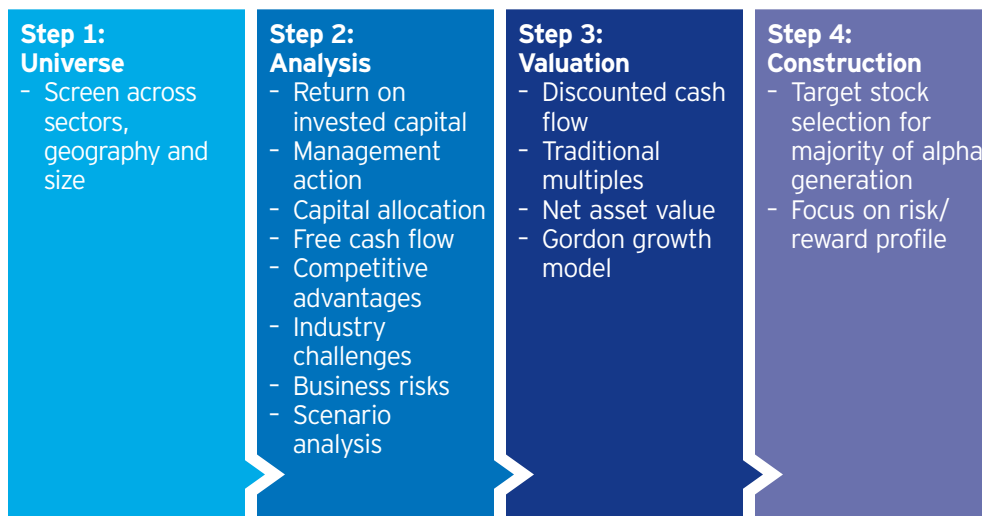 Step 1:
Universe
– Screen across
sectors,
geography and
size
Step 2:
Analysis
– Return on
invested capital
– Management
action
– Capital allocation
– Free cash flow
– Competitive
advantages
– Industry
challenges
– Business risks
– Scenario
analysis
Step 3:
Valuation
– Discounted cash
flow
– Traditional
multiples
– Net asset value
– Gordon growth
model
Step 4:
Construction
– Target stock
selection for
majority of alpha
generation
– Focus on risk/
reward profile